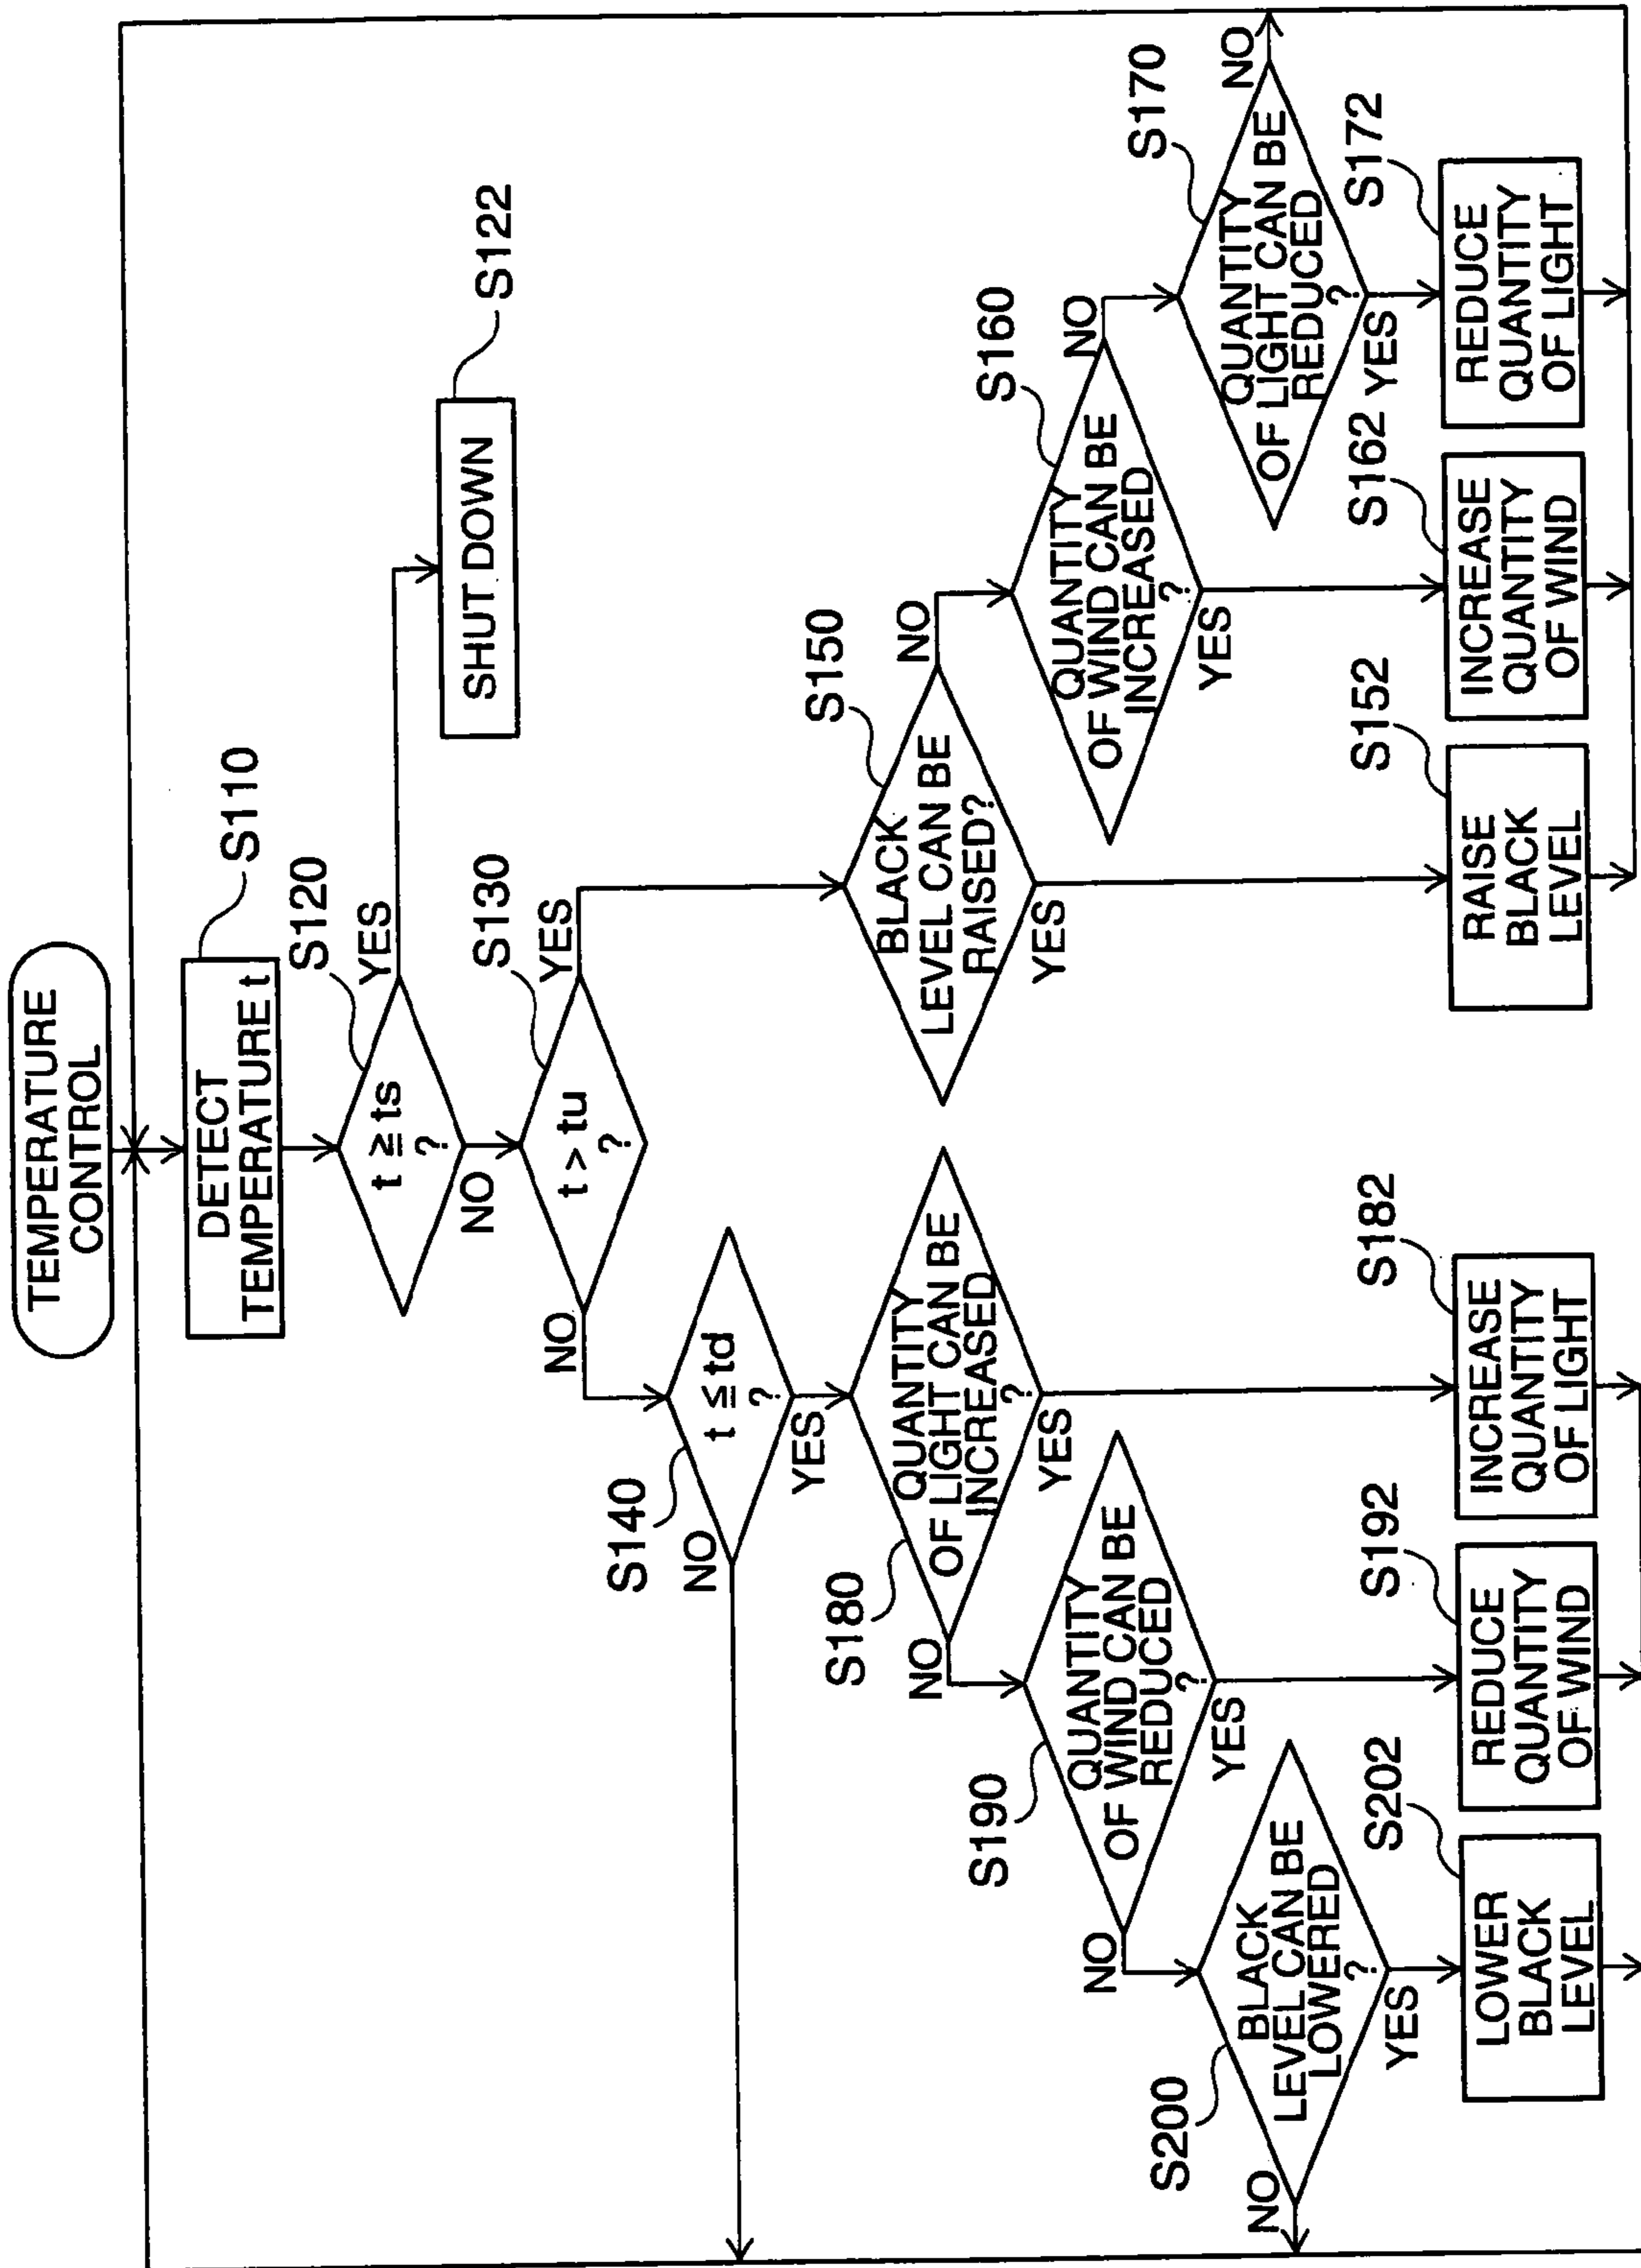 TEMPERATURE
CONTROL
DETECT
TEMPERATURE t
S110
t ≧ ts
?
S120
YES
NO
SHUT DOWN
S122
t > tu
?
S130
YES
NO
t ≦ td
?
S140
NO
YES
BLACK
LEVEL CAN BE
RAISED?
S150
NO
YES
QUANTITY
OF WIND CAN BE
INCREASED
?
S160
NO
YES
QUANTITY
OF LIGHT CAN BE
REDUCED
?
S170
NO
YES
RAISE
BLACK
LEVEL
S152
INCREASE
QUANTITY
OF WIND
S162
REDUCE
QUANTITY
OF LIGHT
S172
QUANTITY
OF LIGHT CAN BE
INCREASED
?
S180
NO
YES
QUANTITY
OF WIND CAN BE
REDUCED
?
S190
NO
YES
BLACK
LEVEL CAN BE
LOWERED
?
S200
NO
YES
INCREASE
QUANTITY
OF LIGHT
S182
REDUCE
QUANTITY
OF WIND
S192
LOWER
BLACK
LEVEL
S202